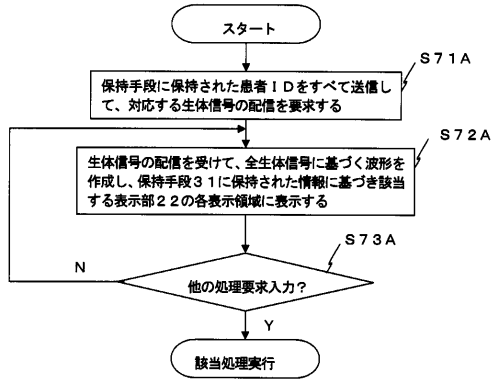 スタート
S71A
保持手段に保持された患者IDをすべて送信し
て、対応する生体信号の配信を要求する
S72A
生体信号の配信を受けて、全生体信号に基づく波形を
作成し、保持手段31に保持された情報に基づき該当
する表示部22の各表示領域に表示する
S73A
N
他の処理要求入力?
Y
該当処理実行